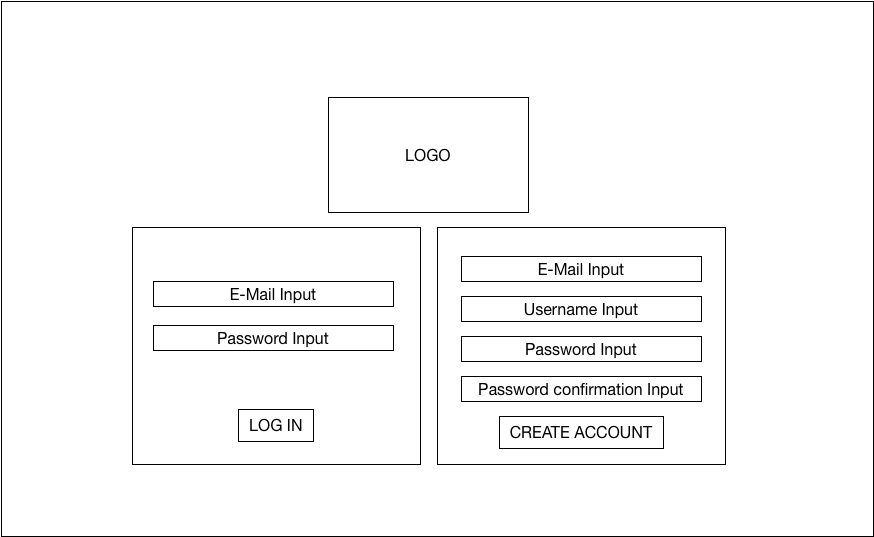 LOGO
E-Mail Input
Password Input
LOG IN
E-Mail Input
Username Input
Password Input
Password confirmation Input
CREATE ACCOUNT